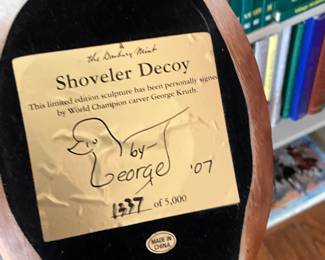 the Danbury Mint
Shoveler Decoy
This limited edition sculpture has been personally signed
by World Champion carver George Kruth.
by-
George '07
1337 of 5,000
MADE IN
CHINA